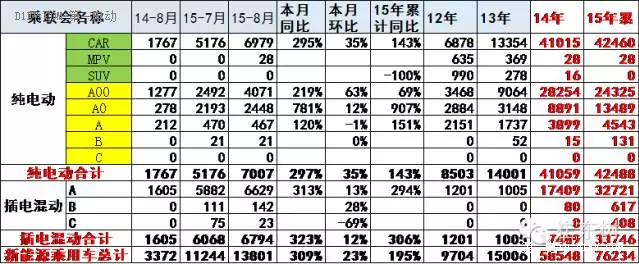 乘联会名称 14-8月 15-7月 15-8月 本月同比 本月环比 15年累计同比 12年 13年 14年 15年累
纯电动
CAR 1767 5176 6979 295% 35% 143% 6878 13354 41015 42460
MPV 0 0 28 635 369 28 28
SUV 0 0 0 -100% 990 278 16 0
A00 1277 2492 4071 219% 63% 69% 3468 9064 28254 24325
A0 278 2193 2448 781% 12% 907% 2884 3148 8891 13489
A 212 470 467 120% -1% 151% 2151 1737 3899 4543
B 0 21 21 0% 0 52 15 131
C 0 0 0 0 0 0 0
纯电动合计 1767 5176 7007 297% 35% 143% 8503 14001 41059 42488
插电混动
A 1605 5882 6629 313% 13% 294% 1201 1005 17409 32721
B 0 111 142 28% 0 0 80 617
C 0 75 23 -69% 0 0 0 408
插电混动合计 1605 6068 6794 323% 12% 306% 1201 1005 33746
新能源乘用车总计 3372 11244 13801 309% 23% 195% 9704 15006 58548 76234